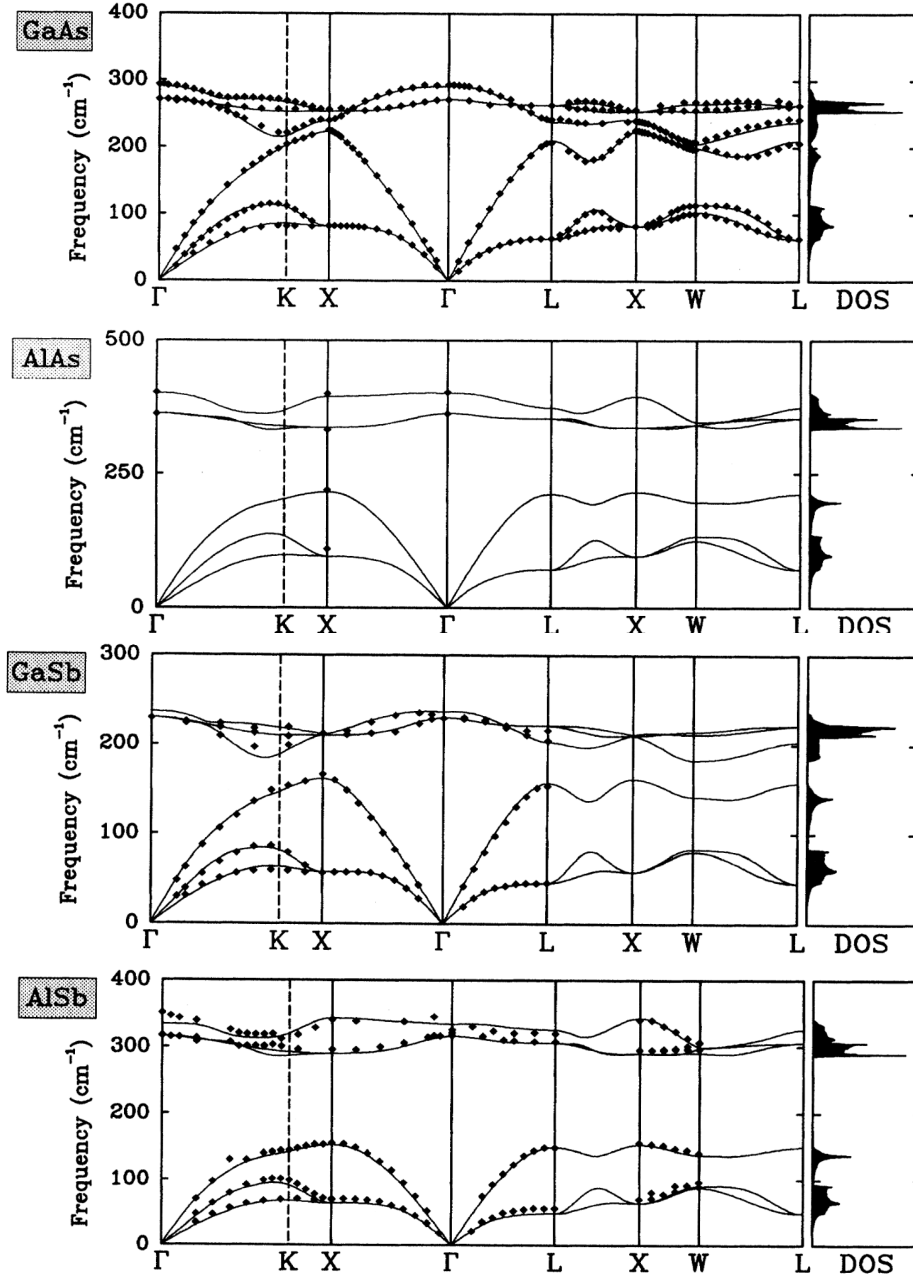 GaAs
Frequency (cm⁻¹)
400
300
200
100
0
Γ K X Γ L X W L DOS
AlAs
Frequency (cm⁻¹)
500
250
0
Γ K X Γ L X W L DOS
GaSb
Frequency (cm⁻¹)
300
200
100
0
Γ K X Γ L X W L DOS
AlSb
Frequency (cm⁻¹)
400
300
200
100
0
Γ K X Γ L X W L DOS